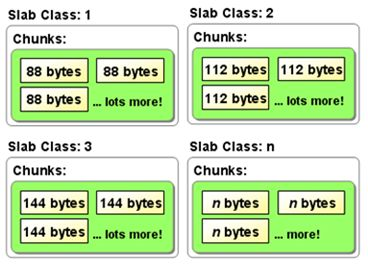 Slab Class: 1
Chunks:
88 bytes 88 bytes
88 bytes ... lots more!
Slab Class: 2
Chunks:
112 bytes 112 bytes
112 bytes ... lots more!
Slab Class: 3
Chunks:
144 bytes 144 bytes
144 bytes ... lots more!
Slab Class: n
Chunks:
n bytes n bytes
n bytes ... more!